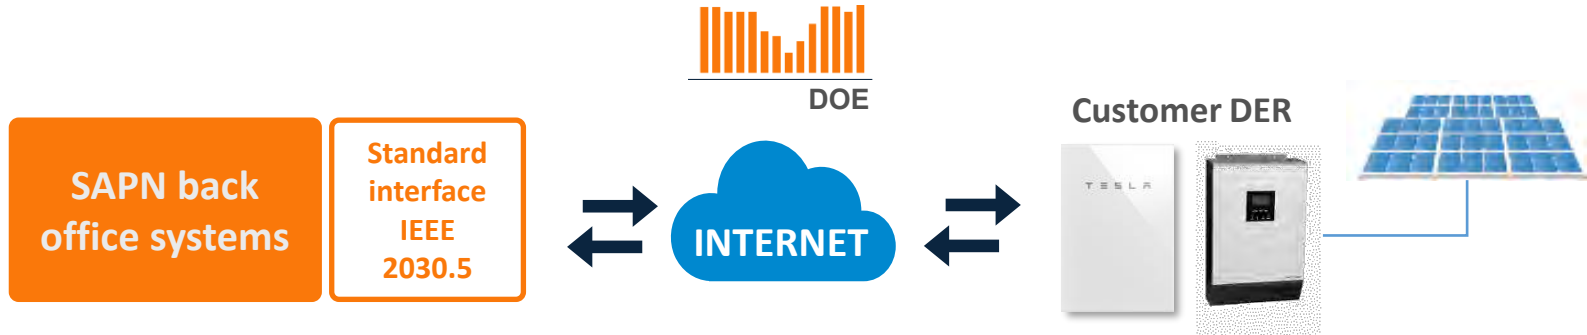 DOE
SAPN back
office systems
Standard
interface
IEEE
2030.5
INTERNET
Customer DER
TESLA